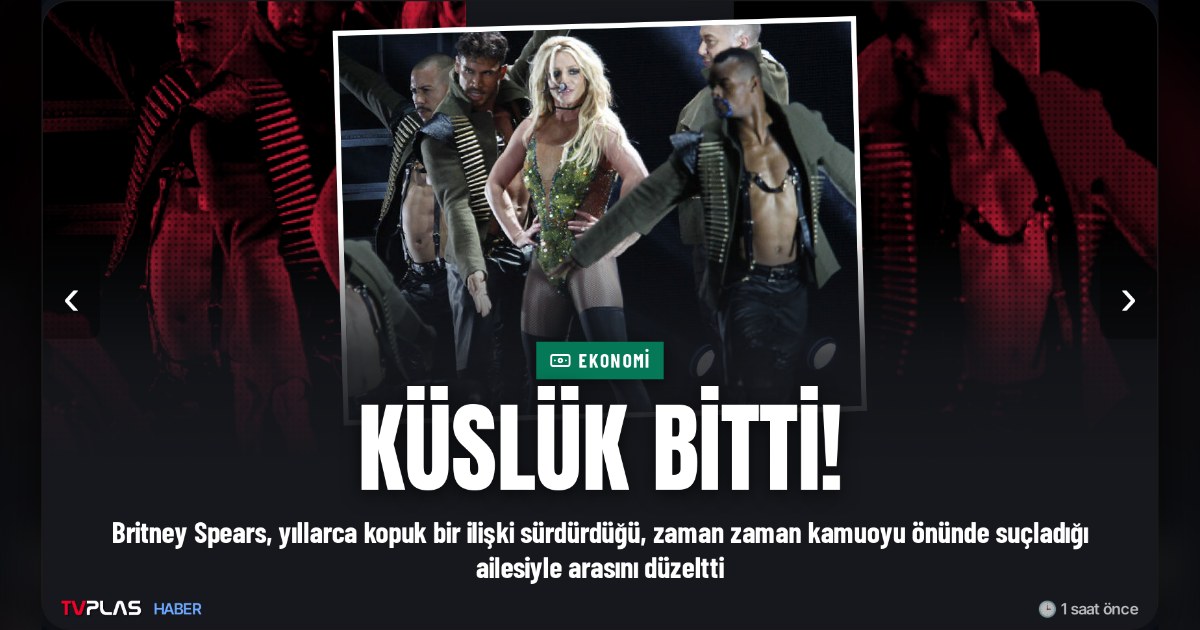 EKONOMİ
KÜSLÜK BİTTİ!
Britney Spears, yıllarca kopuk bir ilişki sürdürdüğü, zaman zaman kamuoyu önünde suçladığı
ailesiyle arasını düzeltti
TVPLAS HABER
1 saat önce